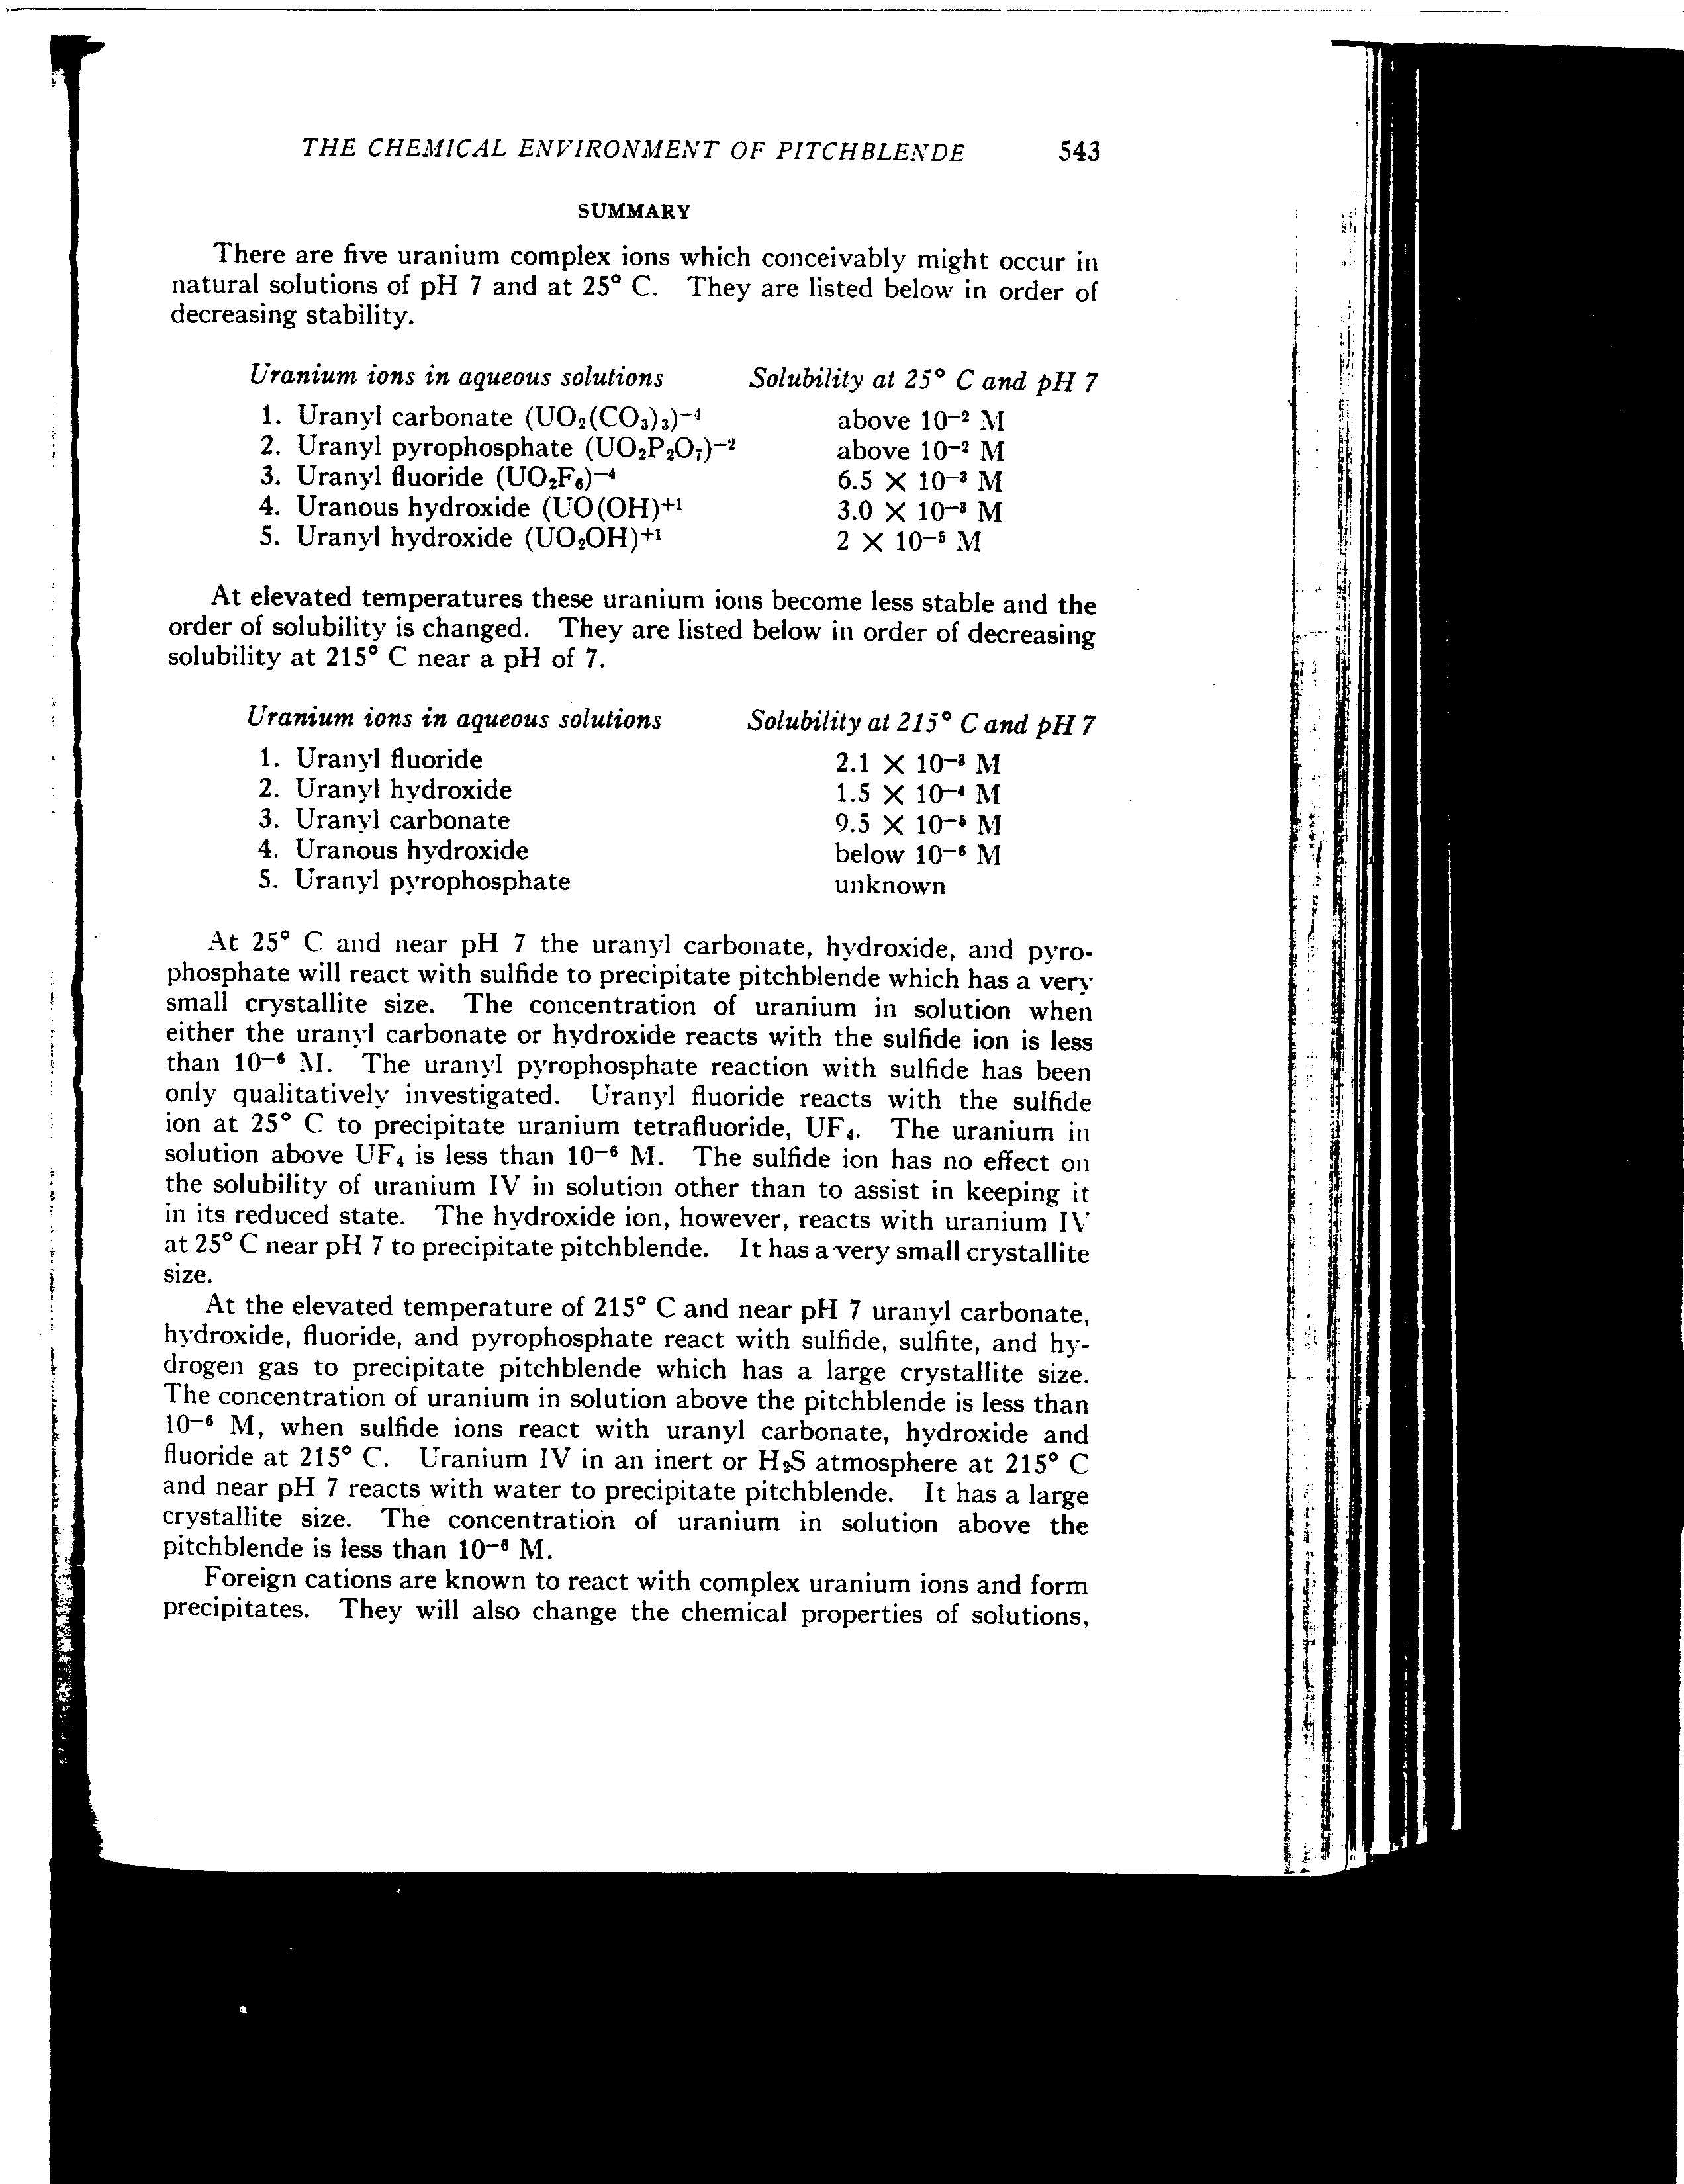 THE CHEMICAL ENVIRONMENT OF PITCHBLENDE 543
SUMMARY
There are five uranium complex ions which conceivably might occur in
natural solutions of pH 7 and at 25° C. They are listed below in order of
decreasing stability.
Uranium ions in aqueous solutions Solubility at 25° C and pH 7
1. Uranyl carbonate (UO₂(CO₃)₃)⁻⁴ above 10⁻² M
2. Uranyl pyrophosphate (UO₂P₂O₇)⁻² above 10⁻² M
3. Uranyl fluoride (UO₂F₆)⁻⁴ 6.5 × 10⁻³ M
4. Uranous hydroxide (UO(OH)⁺¹ 3.0 × 10⁻³ M
5. Uranyl hydroxide (UO₂OH)⁺¹ 2 × 10⁻⁵ M
At elevated temperatures these uranium ions become less stable and the
order of solubility is changed. They are listed below in order of decreasing
solubility at 215° C near a pH of 7.
Uranium ions in aqueous solutions Solubility at 215° C and pH 7
1. Uranyl fluoride 2.1 × 10⁻³ M
2. Uranyl hydroxide 1.5 × 10⁻⁴ M
3. Uranyl carbonate 9.5 × 10⁻⁵ M
4. Uranous hydroxide below 10⁻⁶ M
5. Uranyl pyrophosphate unknown
At 25° C and near pH 7 the uranyl carbonate, hydroxide, and pyro-
phosphate will react with sulfide to precipitate pitchblende which has a very
small crystallite size. The concentration of uranium in solution when
either the uranyl carbonate or hydroxide reacts with the sulfide ion is less
than 10⁻⁶ M. The uranyl pyrophosphate reaction with sulfide has been
only qualitatively investigated. Uranyl fluoride reacts with the sulfide
ion at 25° C to precipitate uranium tetrafluoride, UF₄. The uranium in
solution above UF₄ is less than 10⁻⁶ M. The sulfide ion has no effect on
the solubility of uranium IV in solution other than to assist in keeping it
in its reduced state. The hydroxide ion, however, reacts with uranium IV
at 25° C near pH 7 to precipitate pitchblende. It has a very small crystallite
size.
At the elevated temperature of 215° C and near pH 7 uranyl carbonate,
hydroxide, fluoride, and pyrophosphate react with sulfide, sulfite, and hy-
drogen gas to precipitate pitchblende which has a large crystallite size.
The concentration of uranium in solution above the pitchblende is less than
10⁻⁶ M, when sulfide ions react with uranyl carbonate, hydroxide and
fluoride at 215° C. Uranium IV in an inert or H₂S atmosphere at 215° C
and near pH 7 reacts with water to precipitate pitchblende. It has a large
crystallite size. The concentration of uranium in solution above the
pitchblende is less than 10⁻⁶ M.
Foreign cations are known to react with complex uranium ions and form
precipitates. They will also change the chemical properties of solutions,